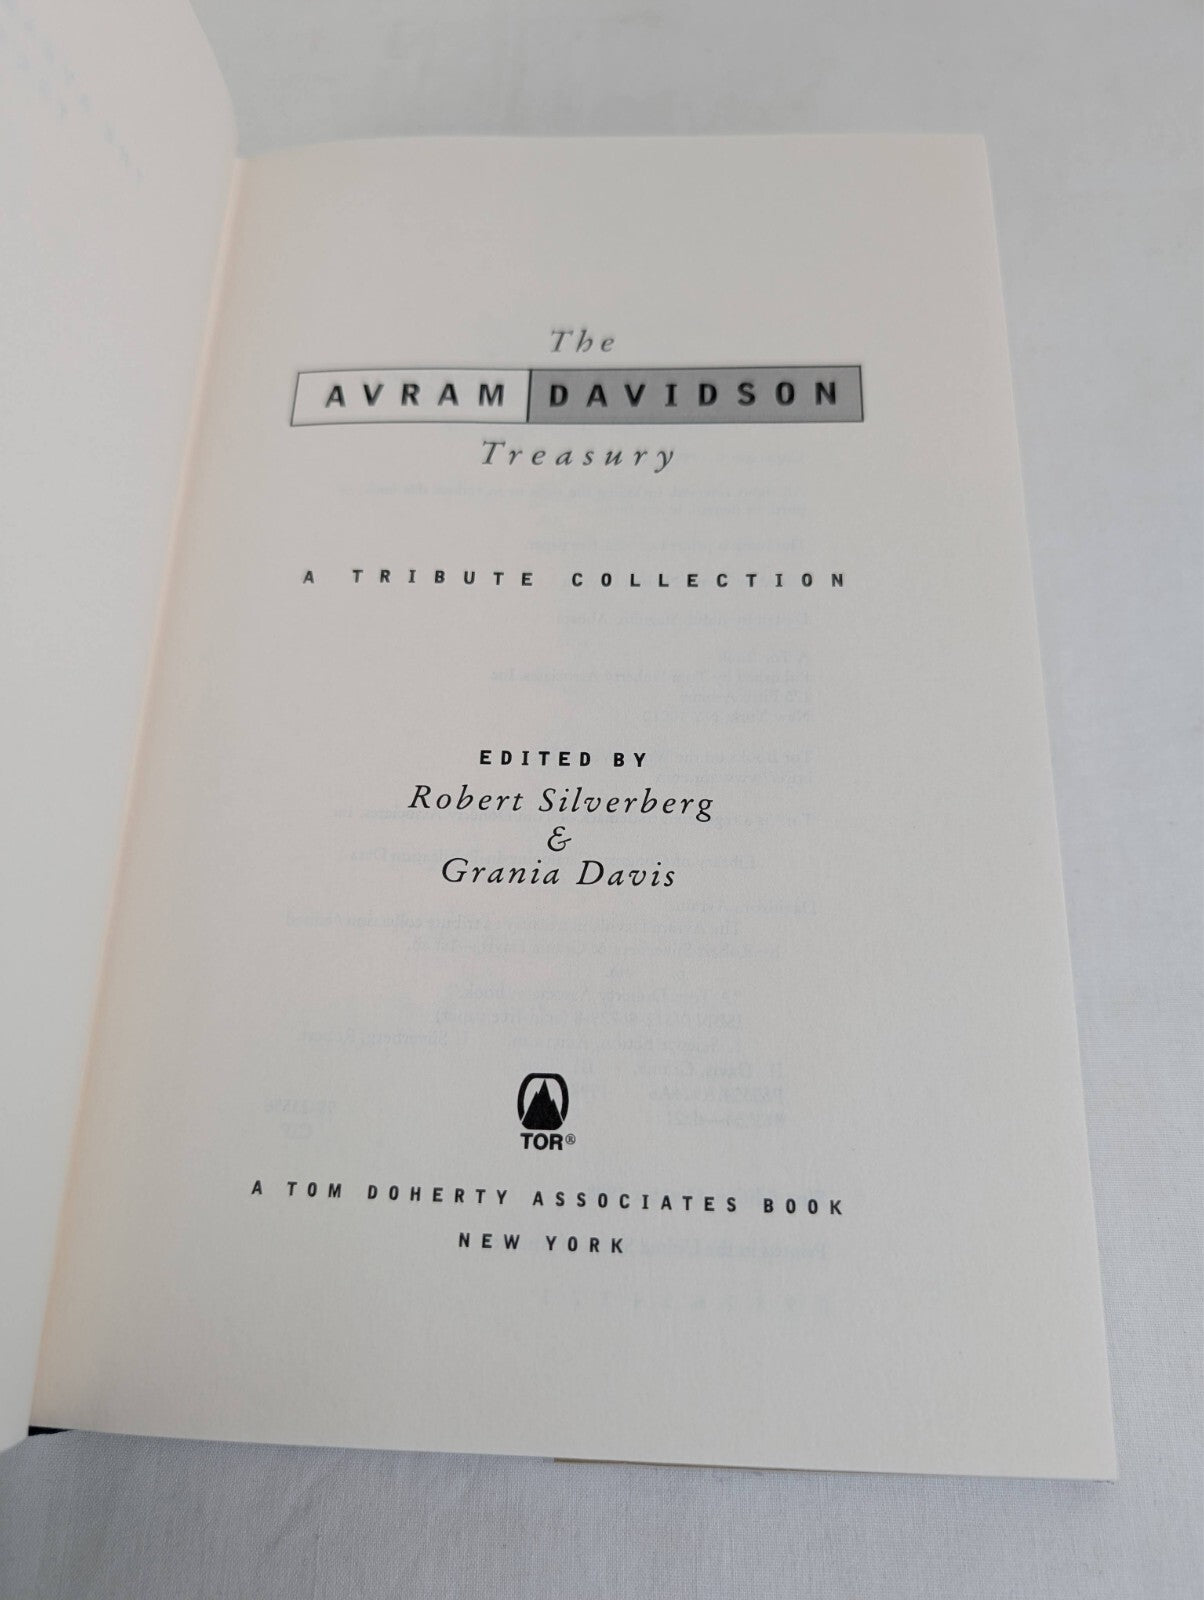 The
AVRAM DAVIDSON
Treasury
A TRIBUTE COLLECTION
EDITED BY
Robert Silverberg
&
Grania Davis
TOR®
A TOM DOHERTY ASSOCIATES BOOK
NEW YORK